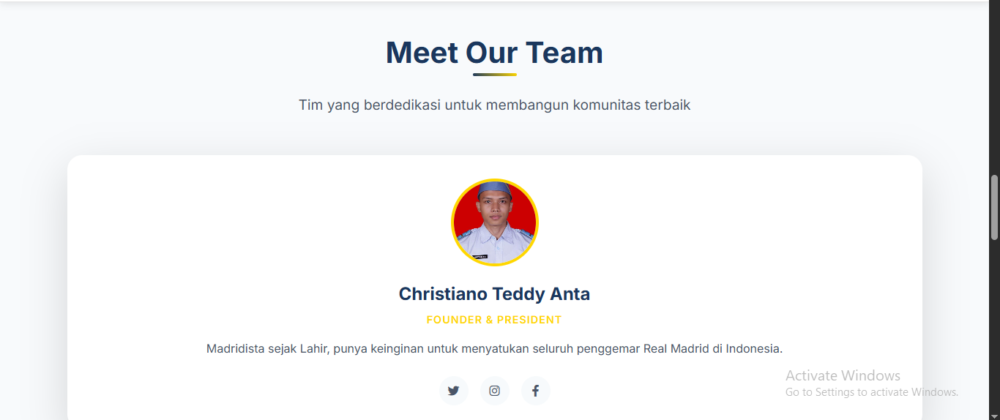 Meet Our Team
Tim yang berdedikasi untuk membangun komunitas terbaik
Christiano Teddy Anta
FOUNDER & PRESIDENT
Madridista sejak Lahir, punya keinginan untuk menyatukan seluruh penggemar Real Madrid di Indonesia.
Activate Windows
Go to Settings to activate Windows.